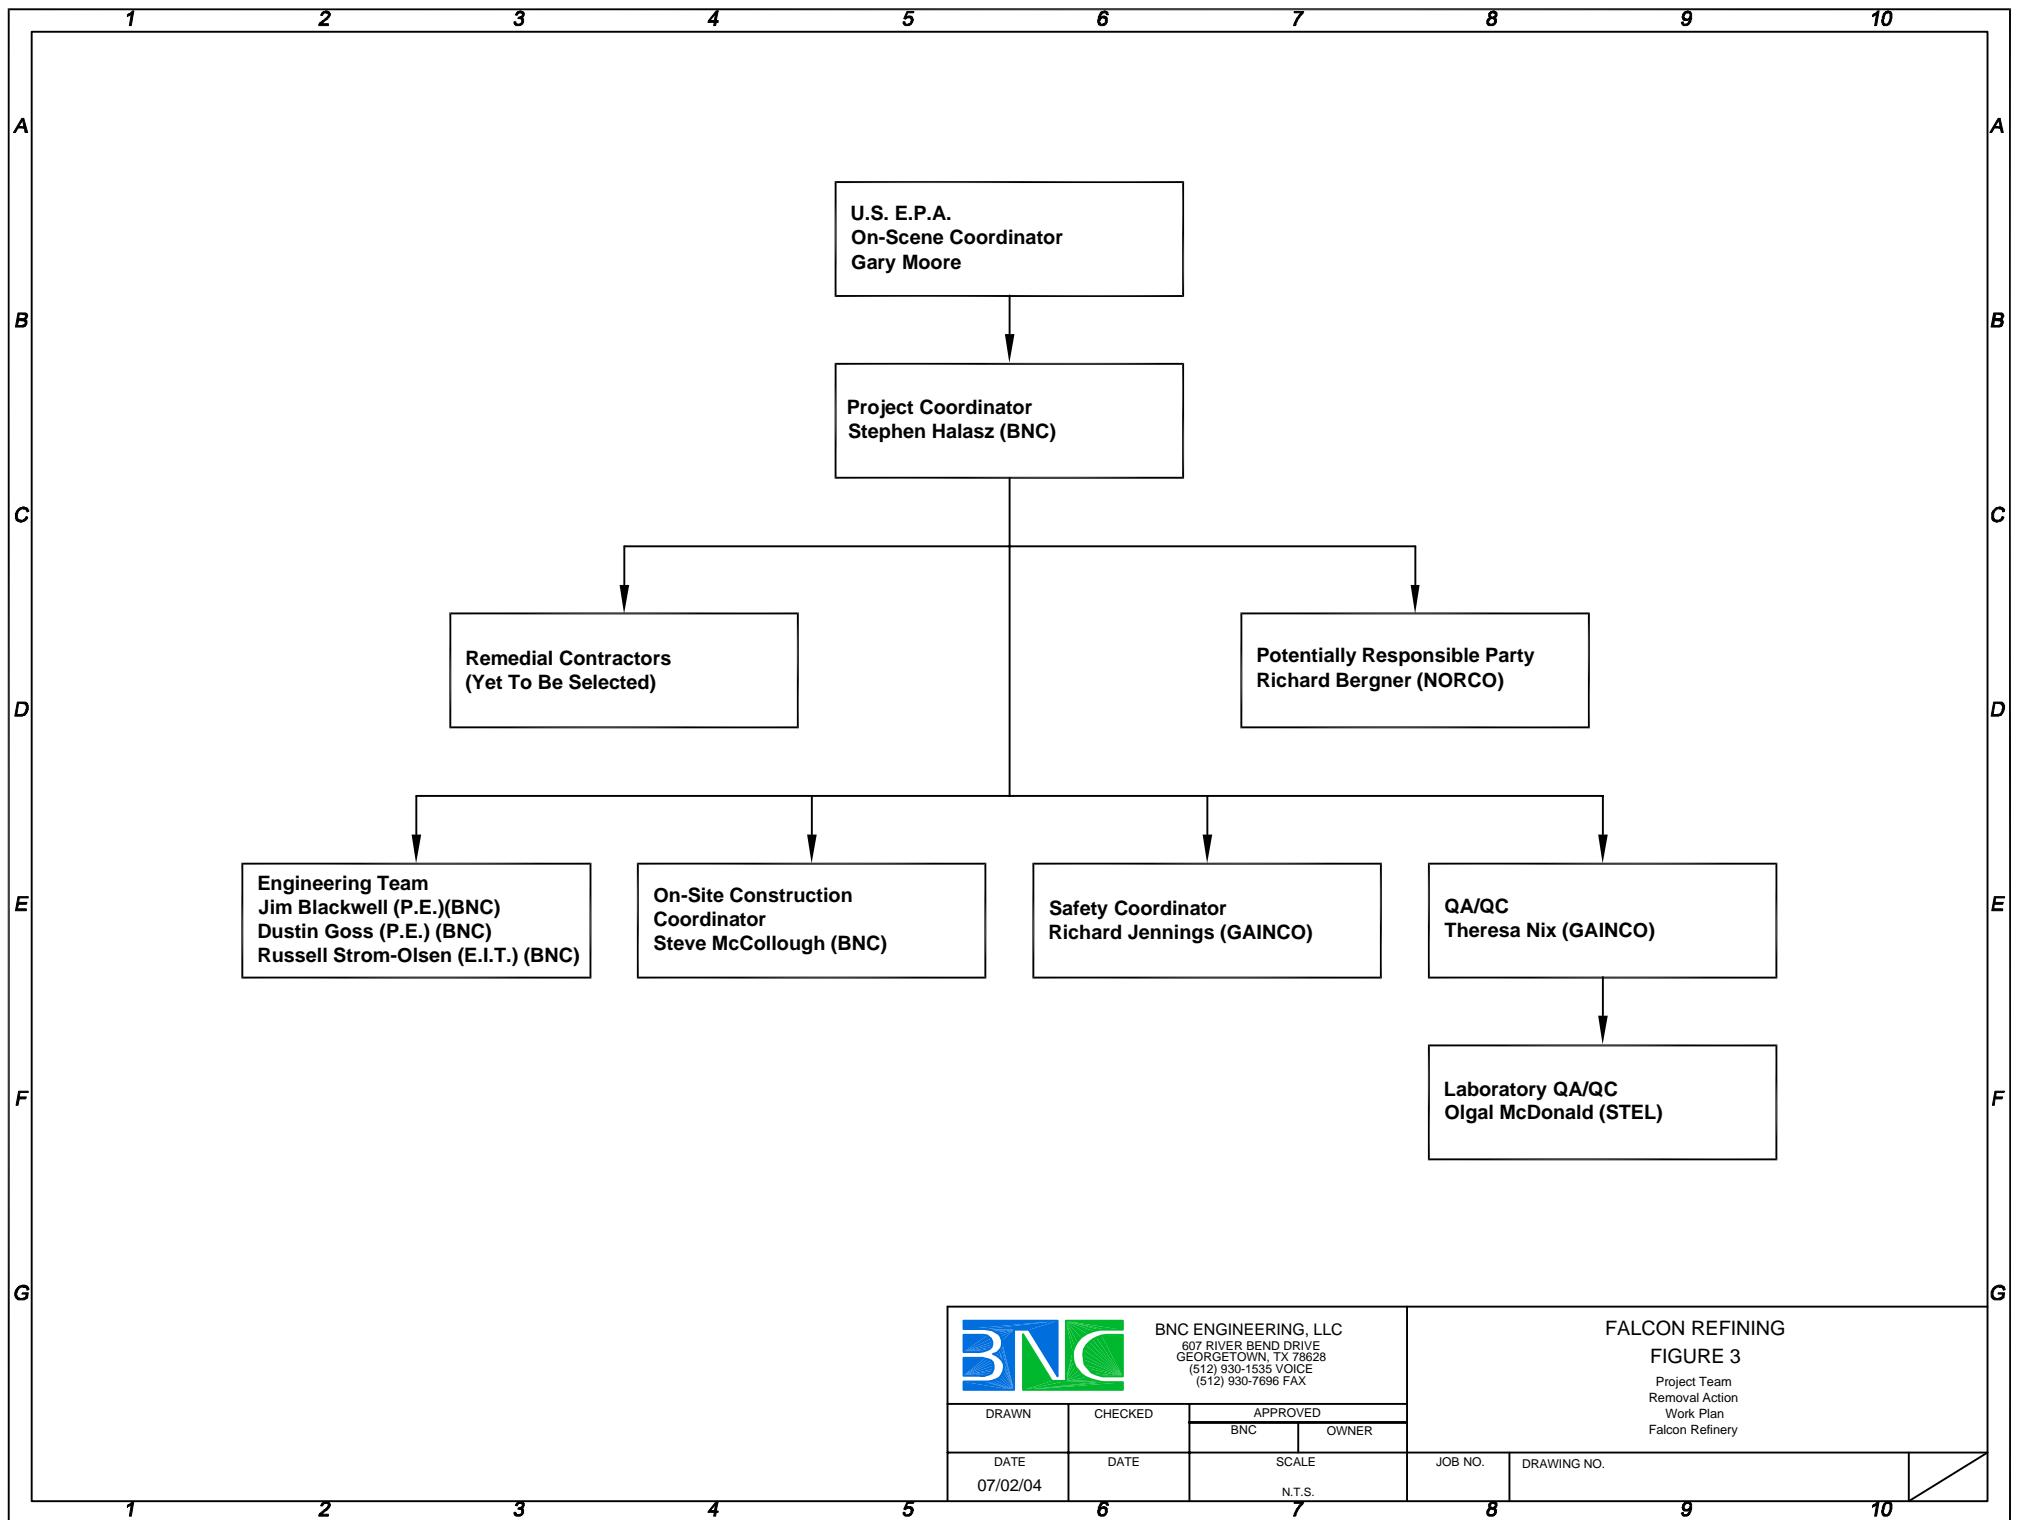 1 2 3 4 5 6 7 8 9 10
A A
U.S. E.P.A.
On-Scene Coordinator
Gary Moore
B B
Project Coordinator
Stephen Halasz (BNC)
C C
Remedial Contractors
(Yet To Be Selected)
Potentially Responsible Party
Richard Bergner (NORCO)
D D
Engineering Team
Jim Blackwell (P.E.)(BNC)
Dustin Goss (P.E.) (BNC)
Russell Strom-Olsen (E.I.T.) (BNC)
On-Site Construction
Coordinator
Steve McCollough (BNC)
Safety Coordinator
Richard Jennings (GAINCO)
QA/QC
Theresa Nix (GAINCO)
E E
Laboratory QA/QC
Olgal McDonald (STEL)
F F
G G
BNC
BNC ENGINEERING, LLC
607 RIVER BEND DRIVE
GEORGETOWN, TX 78628
(512) 930-1535 VOICE
(512) 930-7696 FAX
FALCON REFINING
FIGURE 3
Project Team
Removal Action
Work Plan
Falcon Refinery
DRAWN CHECKED APPROVED
BNC OWNER
DATE DATE SCALE JOB NO. DRAWING NO.
07/02/04 N.T.S.
1 2 3 4 5 6 7 8 9 10